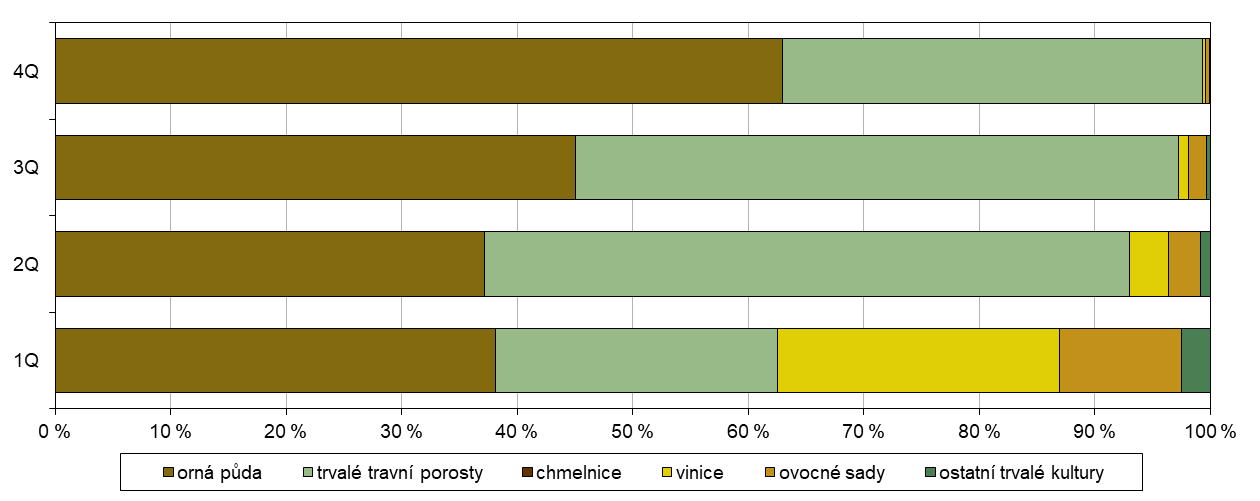 4Q
3Q
2Q
1Q
0 % 10 % 20 % 30 % 40 % 50 % 60 % 70 % 80 % 90 % 100 %
orná půda trvalé travní porosty chmelnice vinice ovocné sady ostatní trvalé kultury